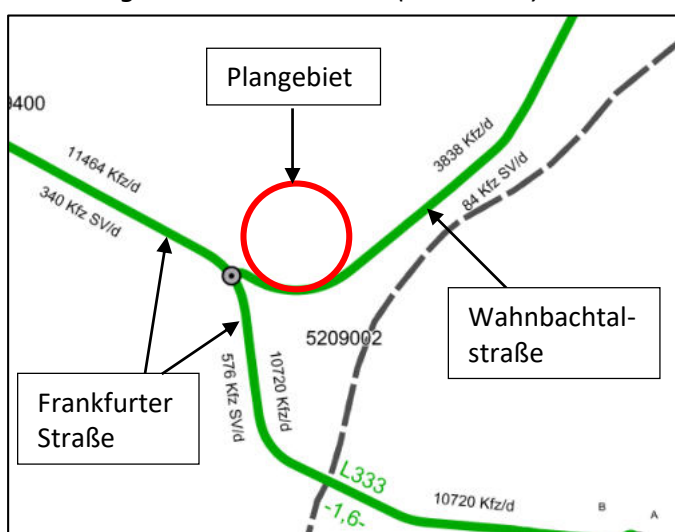 Plangebiet
9400
11464 Kfz/d
340 Kfz SV/d
3838 Kfz/d
84 Kfz SV/d
Wahnbachtal-
straße
5209002
Frankfurter
Straße
576 Kfz SV/d
10720 Kfz/d
L333
-1,6-
10720 Kfz/d
B
A